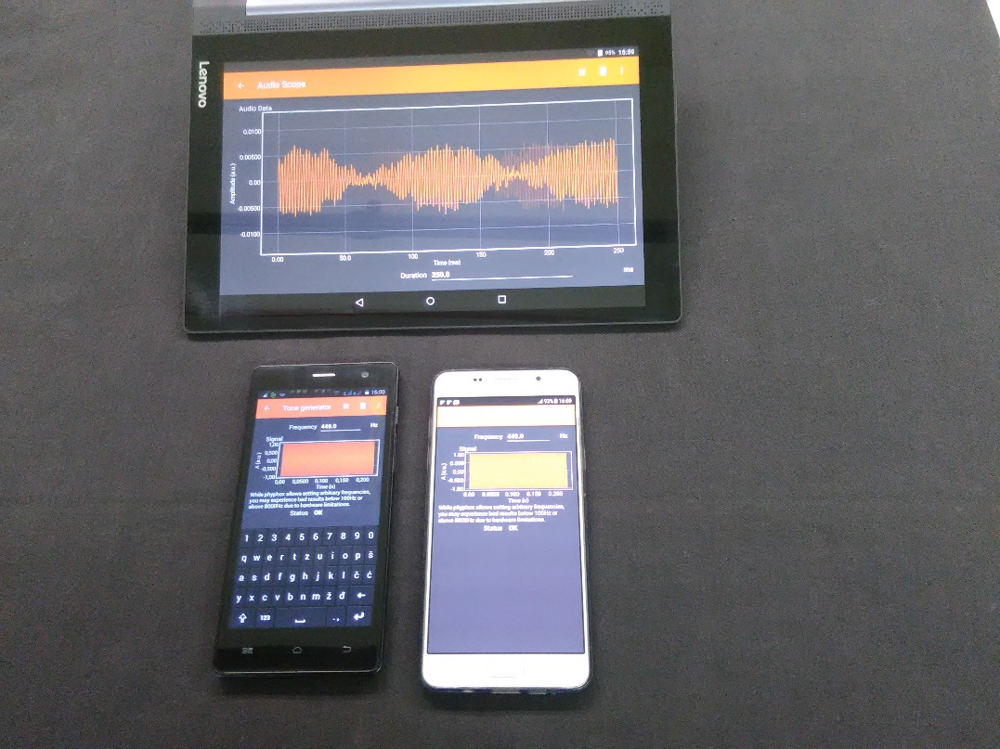 Lenovo
95% 15:59
← Audio Scope
Audio Data
Amplitude (a.u.)
0.0100
0.00500
0.00
-0.00500
-0.0100
0.00 50.0 100 150 200 250
Time (ms)
Duration 250.0 ms
16:00
← Tone generator
Frequency 449.0 Hz
Signal
A (a.u.)
1,00
0,500
0,00
-0,500
-1,00
0,00 0,0500 0,100 0,150 0,200
Time (s)
While phyphox allows setting arbitrary frequencies,
you may experience bad results below 100Hz or
above 8000Hz due to hardware limitations.
Status OK
1 2 3 4 5 6 7 8 9 0
q w e r t z u i o p š
a s d f g h j k l č ć
y x c v b n m ž đ ←
123 . ,
93% 16:00
Frequency 440.0 Hz
Signal
A (a.u.)
1.00
0.500
0.00
-0.500
-1.00
0.00 0.0500 0.100 0.150 0.200
Time (s)
While phyphox allows setting arbitrary frequencies,
you may experience bad results below 100Hz or
above 8000Hz due to hardware limitations.
Status OK